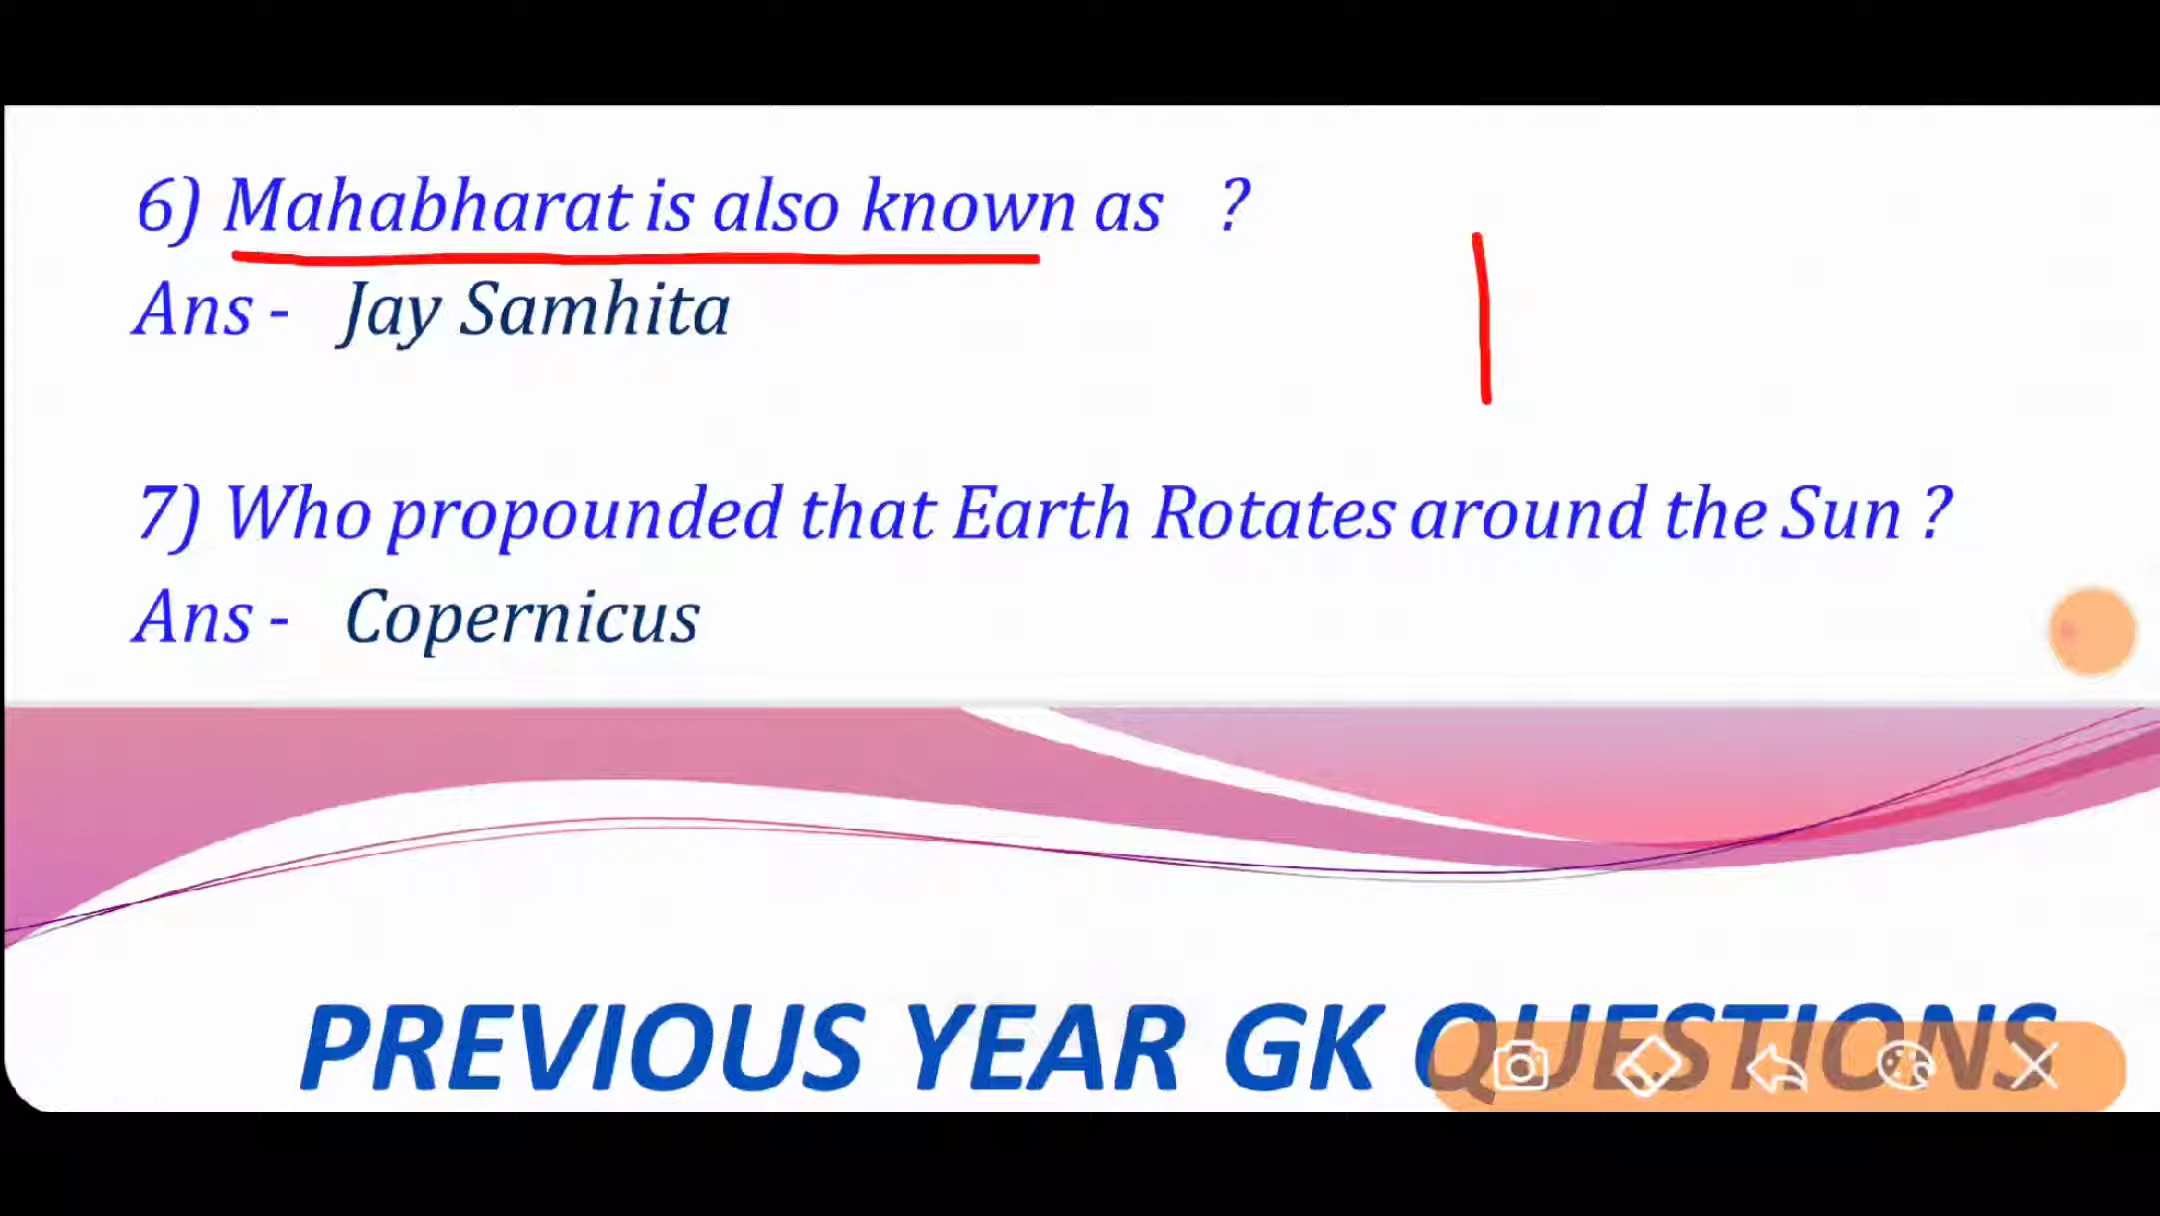 6) Mahabharat is also known as ?
Ans - Jay Samhita
7) Who propounded that Earth Rotates around the Sun ?
Ans - Copernicus
PREVIOUS YEAR GK QUESTIONS